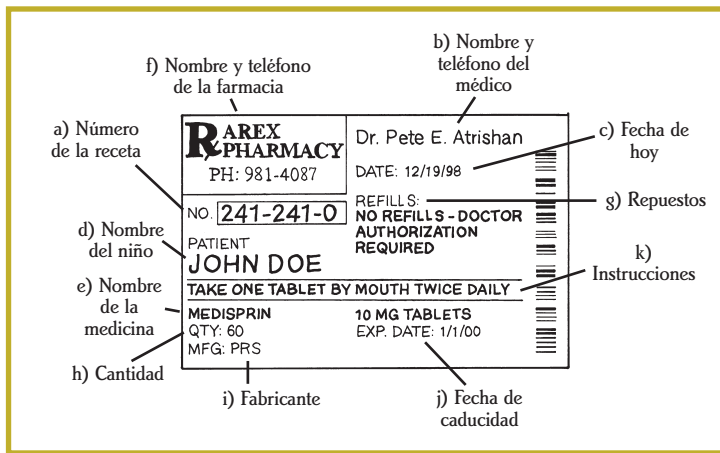 b) Nombre y
teléfono del
médico
f) Nombre y teléfono
de la farmacia
a) Número
de la receta
c) Fecha de
hoy
AREX
PHARMACY
PH: 981-4087
Dr. Pete E. Atrishan
DATE: 12/19/98
g) Repuestos
REFILLS:
NO REFILLS - DOCTOR
AUTHORIZATION
REQUIRED
NO. 241-241-0
d) Nombre
del niño
PATIENT
JOHN DOE
k)
Instrucciones
TAKE ONE TABLET BY MOUTH TWICE DAILY
e) Nombre
de la
medicina
MEDISPRIN
QTY: 60
MFG: PRS
10 MG TABLETS
EXP. DATE: 1/1/00
h) Cantidad
i) Fabricante
j) Fecha de
caducidad